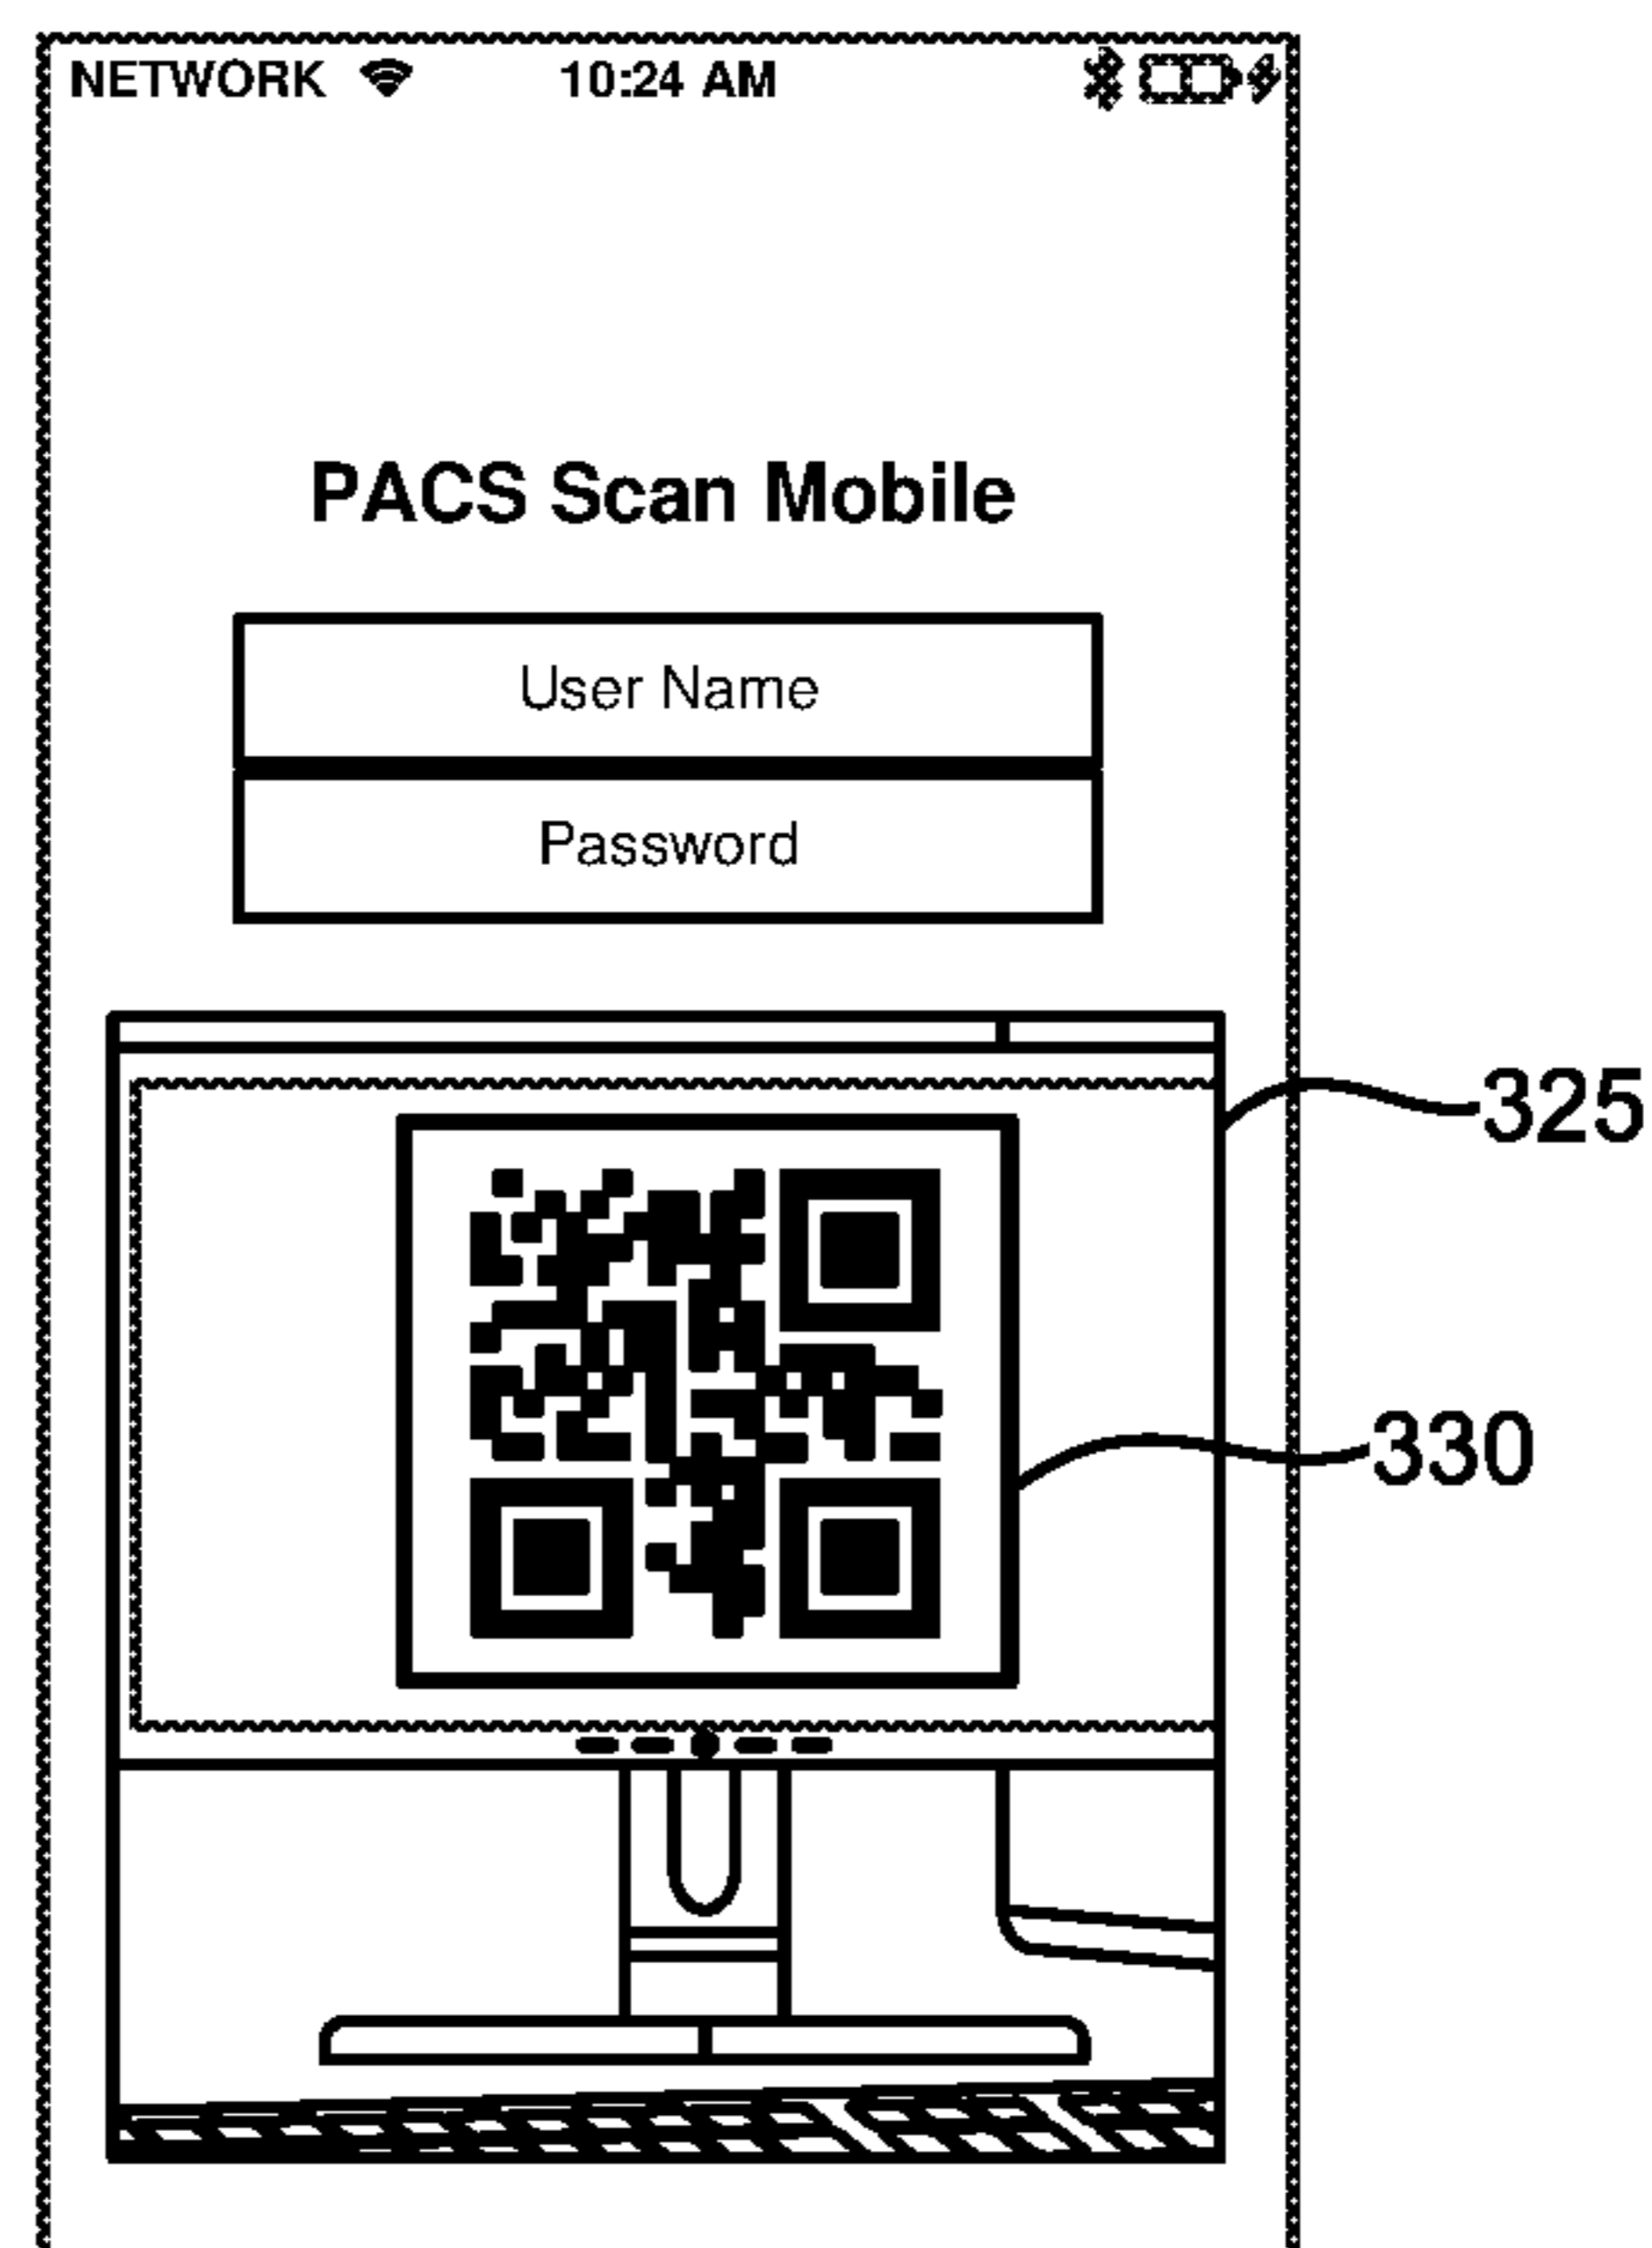 NETWORK 10:24 AM
PACS Scan Mobile
User Name
Password
325
330